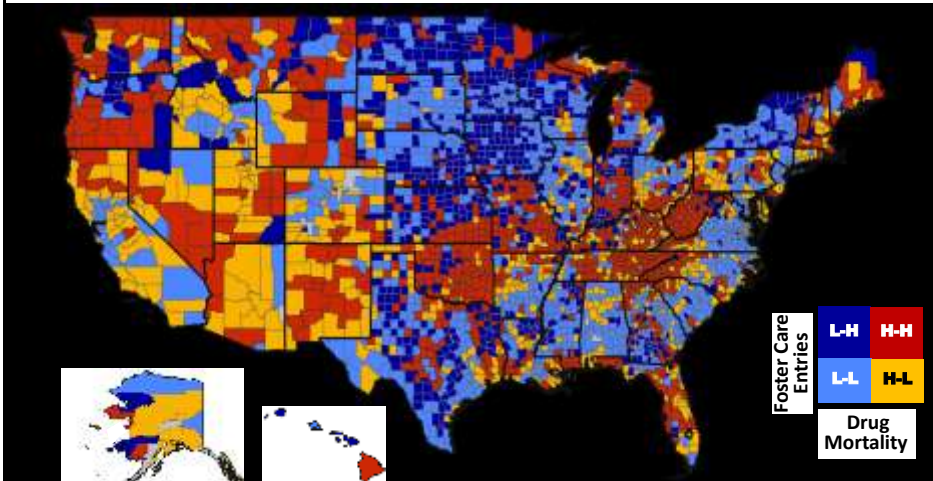 Foster Care
Entries
L-H
H-H
L-L
H-L
Drug
Mortality